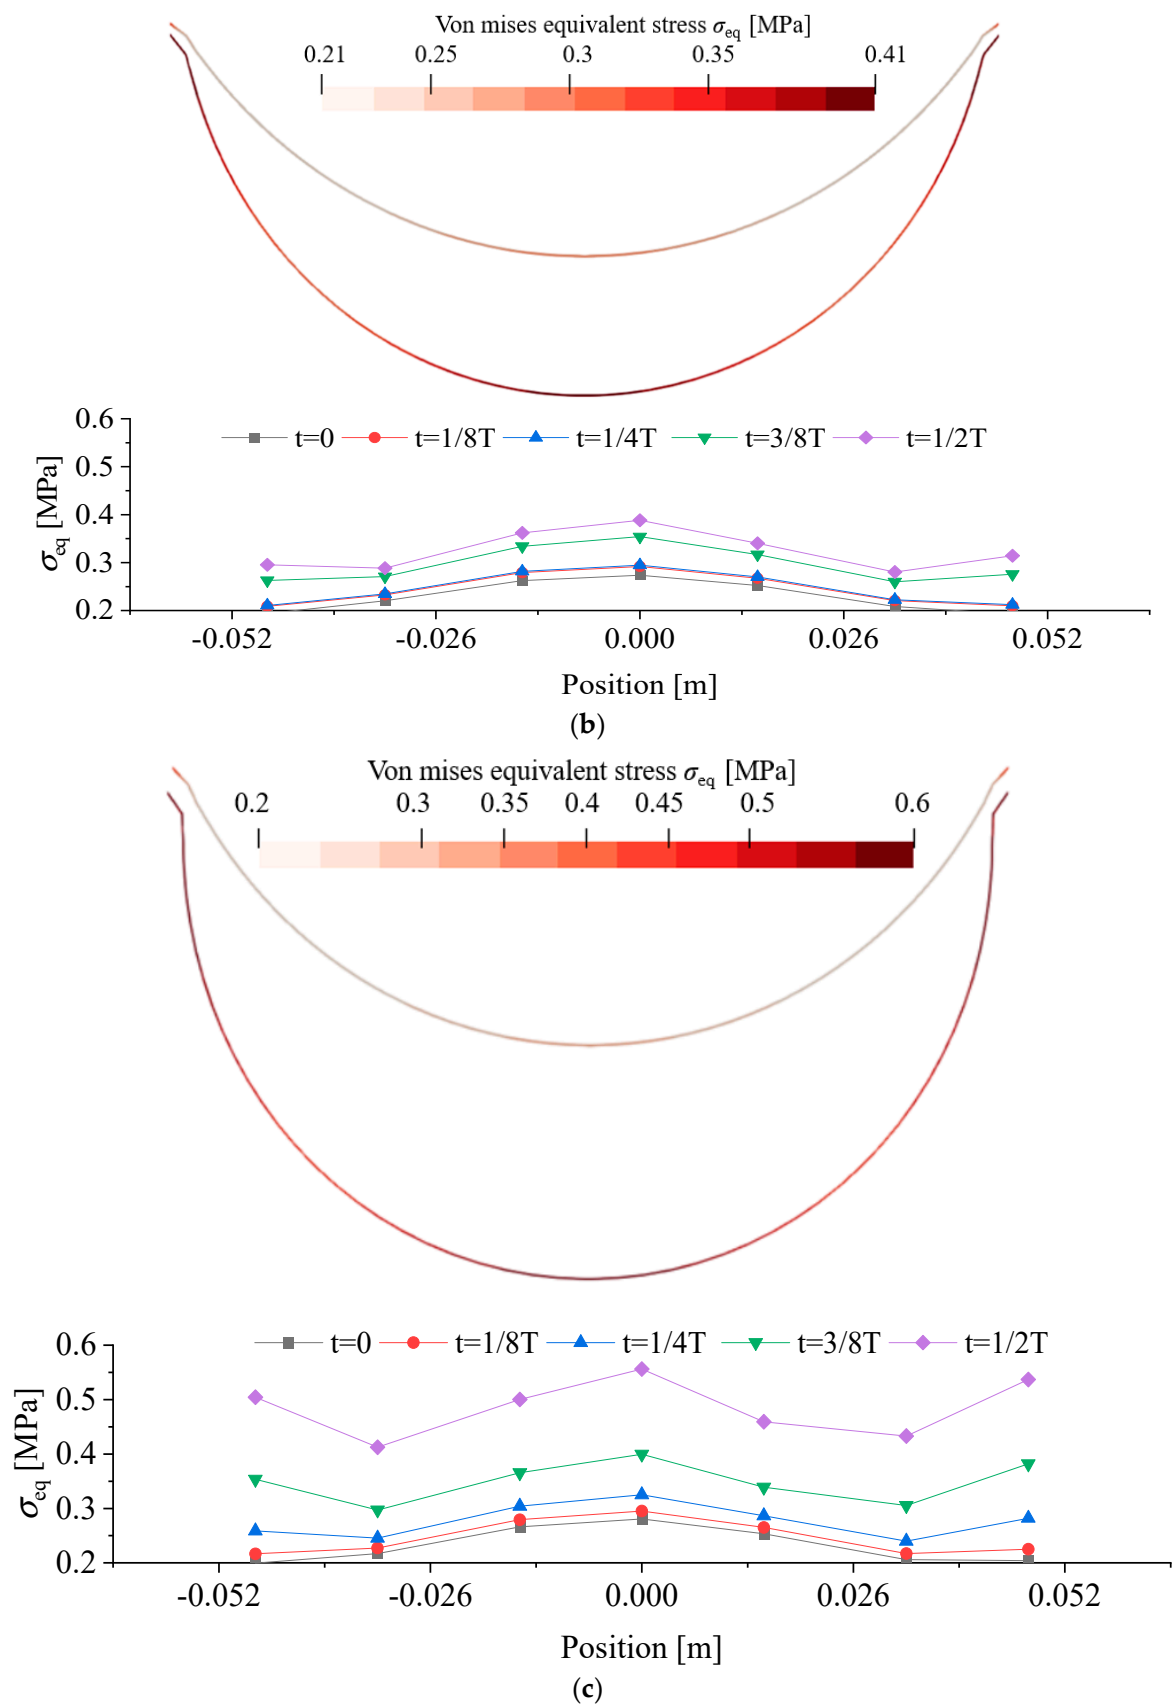 Von mises equivalent stress σeq [MPa]
0.21 0.25 0.3 0.35 0.41
t=0 t=1/8T t=1/4T t=3/8T t=1/2T
0.6
0.5
0.4
0.3
0.2
σeq [MPa]
-0.052 -0.026 0.000 0.026 0.052
Position [m]
(b)
Von mises equivalent stress σeq [MPa]
0.2 0.3 0.35 0.4 0.45 0.5 0.6
t=0 t=1/8T t=1/4T t=3/8T t=1/2T
0.6
0.5
0.4
0.3
0.2
σeq [MPa]
-0.052 -0.026 0.000 0.026 0.052
Position [m]
(c)